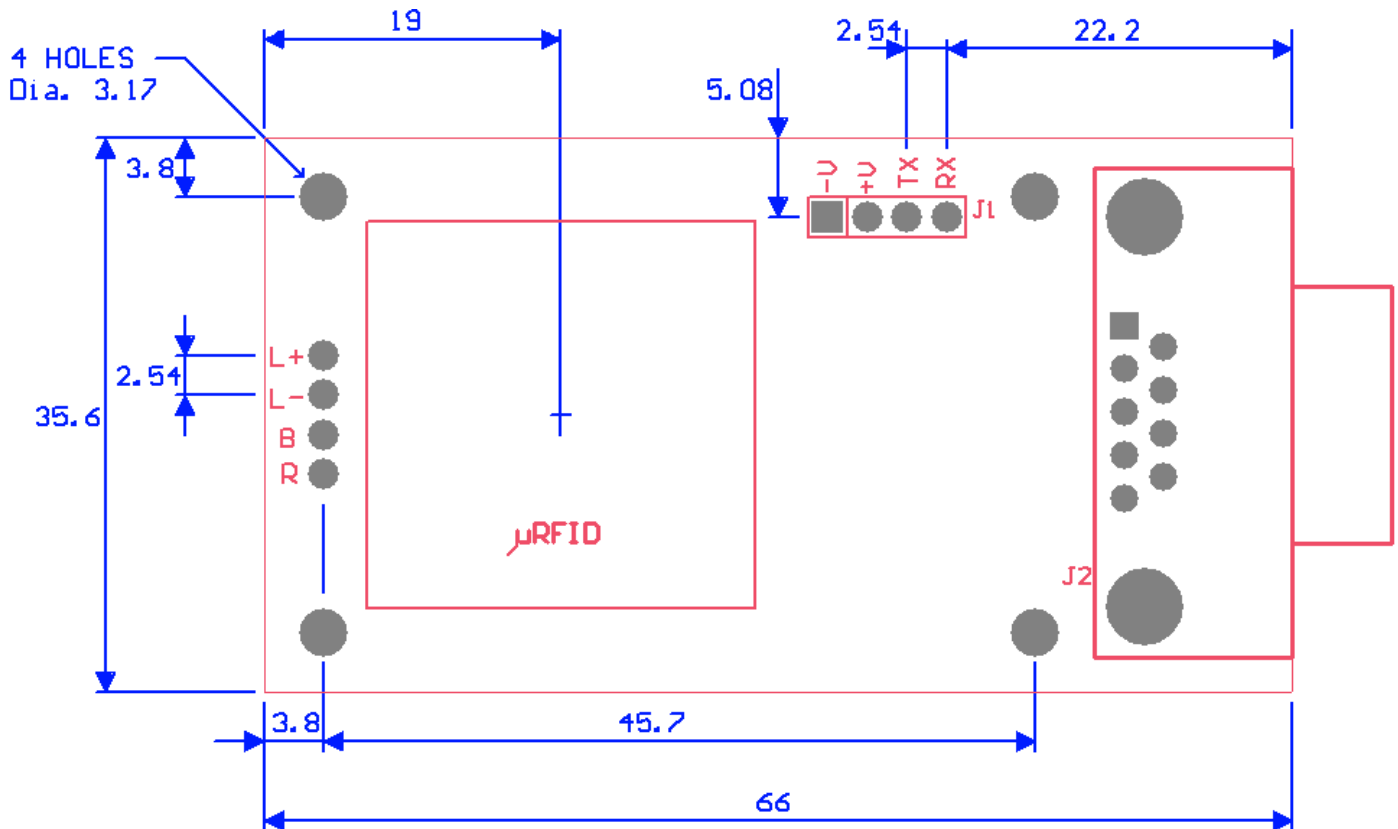 19
2.54
22.2
4 HOLES
Dia. 3.17
5.08
3.8
-V
+V
TX
RX
J1
L+
2.54
L-
35.6
B
R
µRFID
J2
3.8
45.7
66